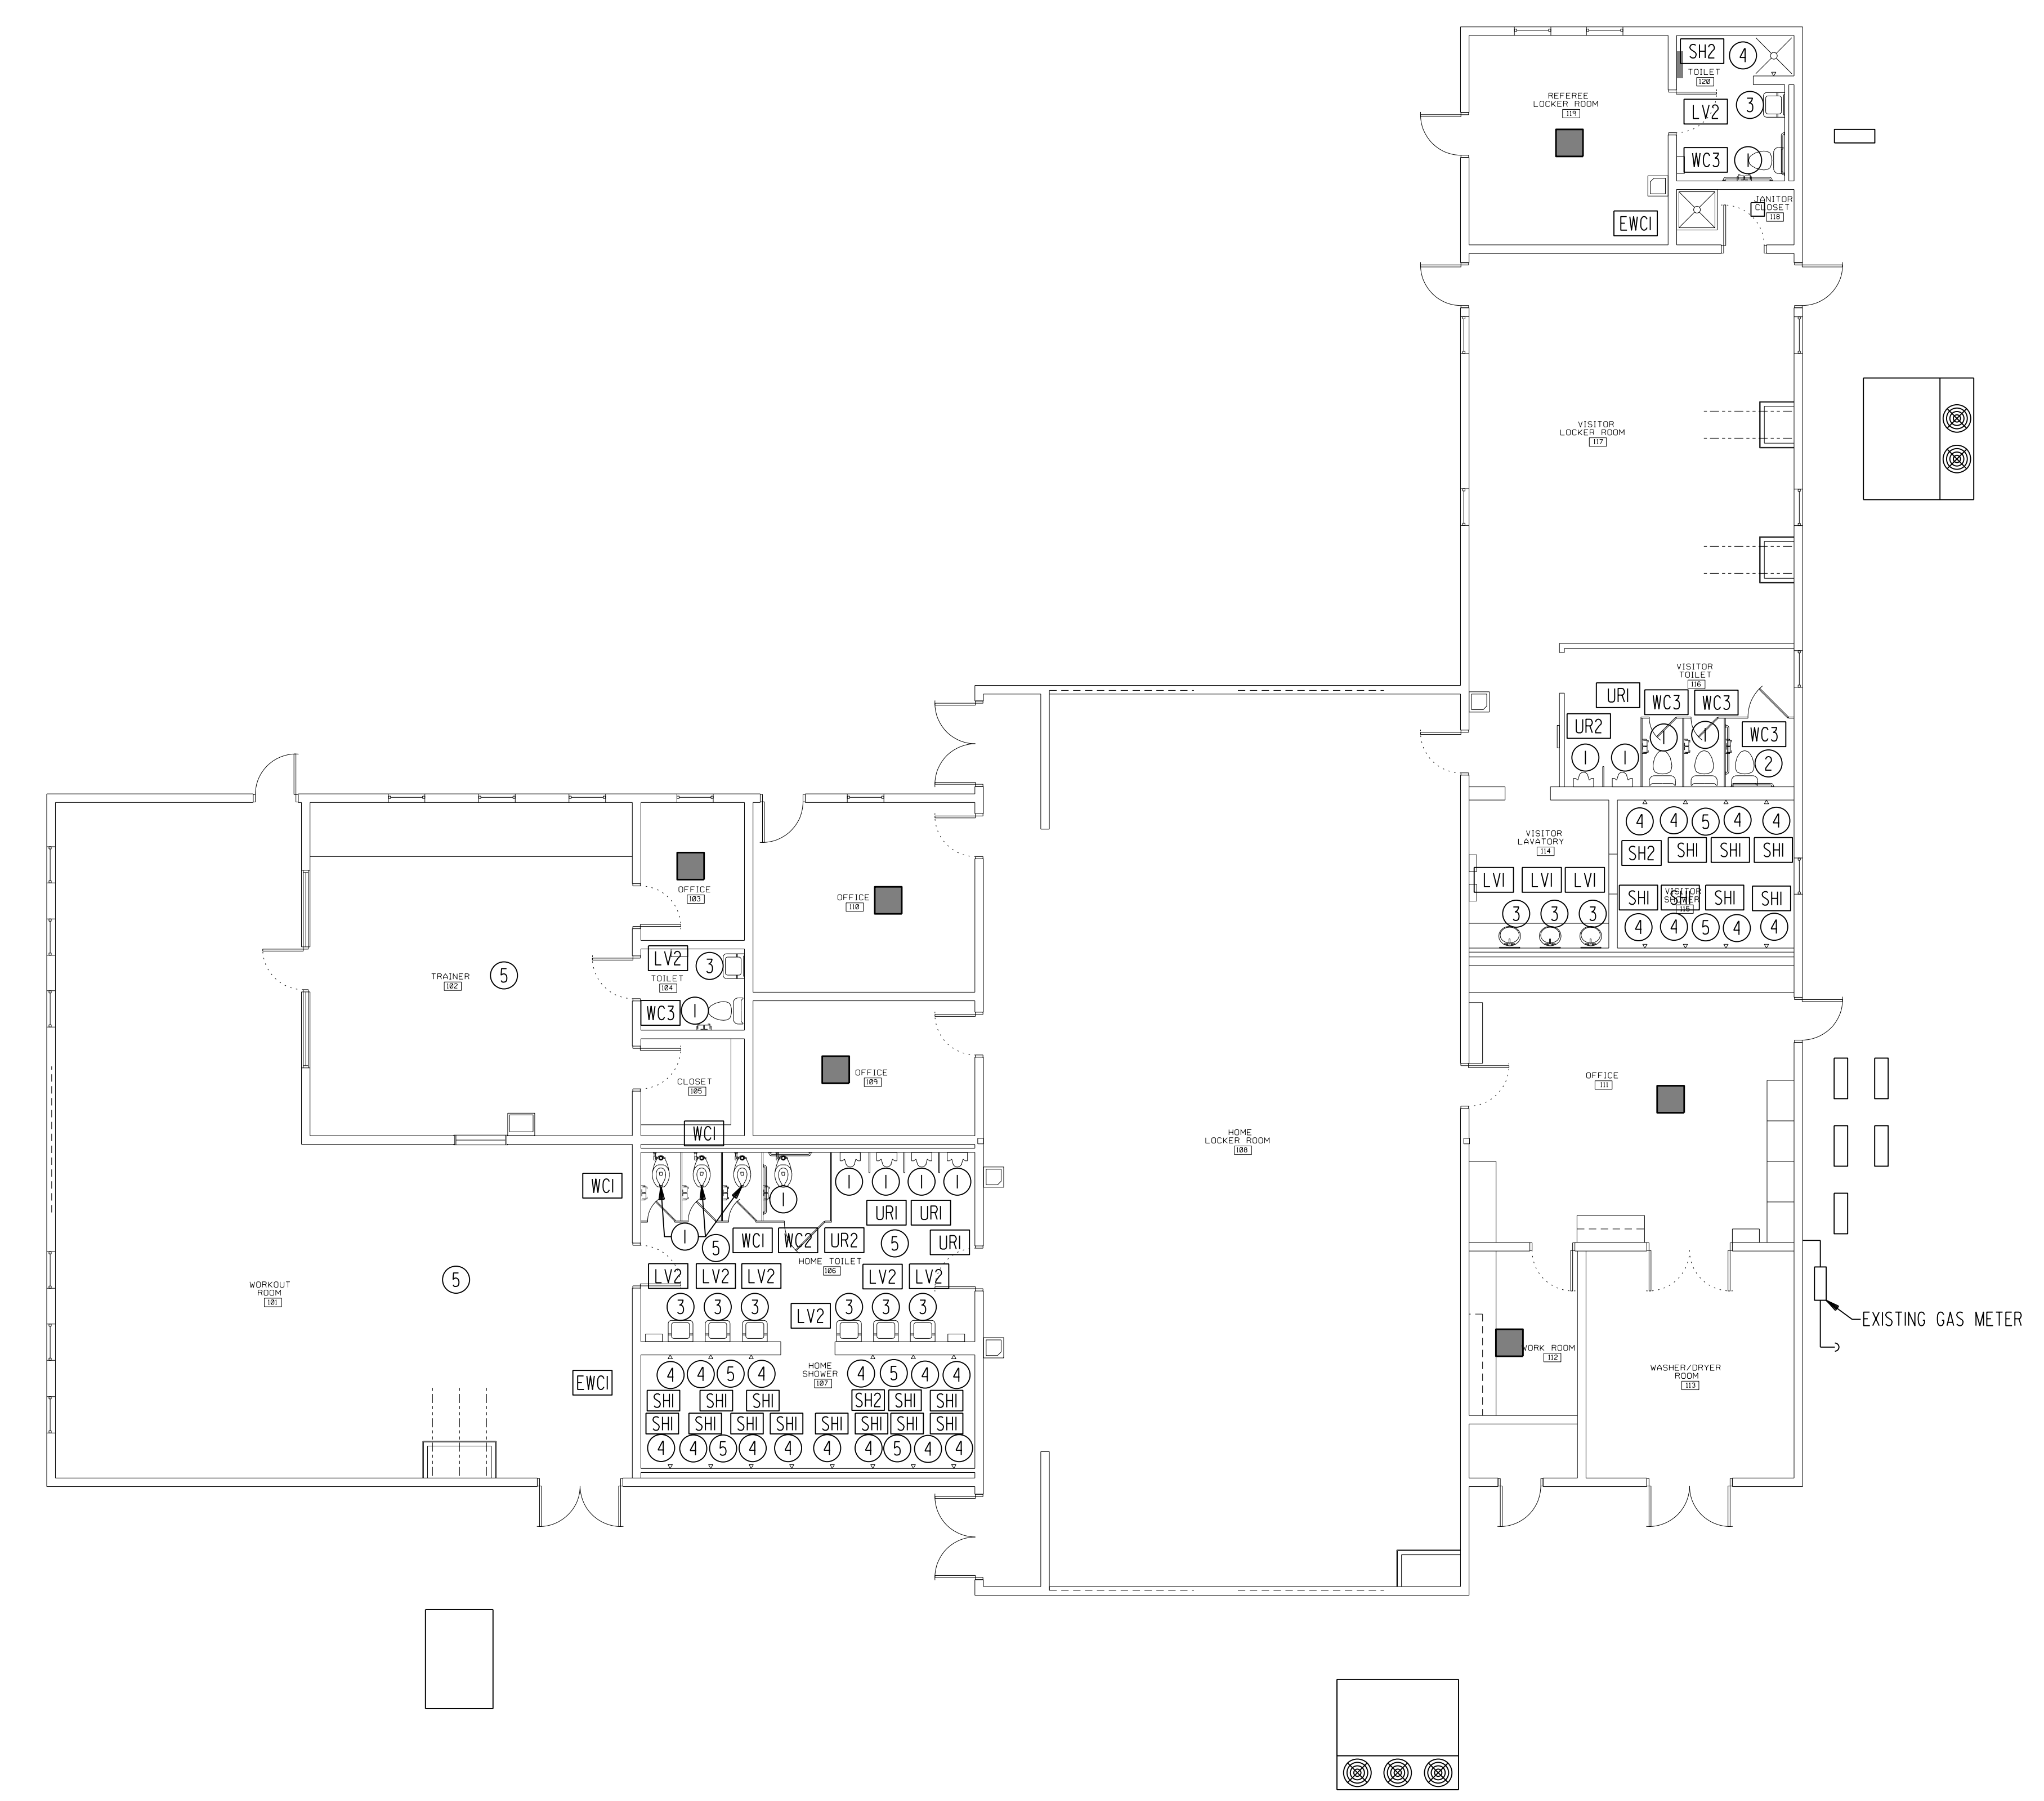 SH2
4
TOILET
120
REFEREE
LOCKER ROOM
119
LV2
3
WC3
1
JANITOR
CLOSET
118
EWC1
VISITOR
LOCKER ROOM
117
VISITOR
TOILET
116
UR1
WC3
WC3
UR2
WC3
1
1
1
1
2
4
4
5
4
4
VISITOR
LAVATORY
114
SH2
SH1
SH1
SH1
LV1
LV1
LV1
SH1
SH1
SH1
SH1
VISITOR
SHOWER
115
3
3
3
4
4
5
4
4
OFFICE
103
OFFICE
110
TRAINER
102
5
LV2
3
TOILET
104
WC3
1
OFFICE
109
CLOSET
105
OFFICE
111
WC1
HOME
LOCKER ROOM
108
WC1
1
1
1
1
1
UR1
UR1
1
5
WC1
WC2
UR2
5
UR1
HOME TOILET
106
LV2
LV2
LV2
LV2
LV2
WORKOUT
ROOM
101
5
3
3
3
LV2
3
3
3
EXISTING GAS METER
WORK ROOM
112
WASHER/DRYER
ROOM
113
HOME
SHOWER
107
4
4
5
4
4
5
4
4
EWC1
SH1
SH1
SH1
SH2
SH1
SH1
SH1
SH1
SH1
SH1
SH1
SH1
SH1
SH1
4
4
5
4
4
4
4
5
4
4